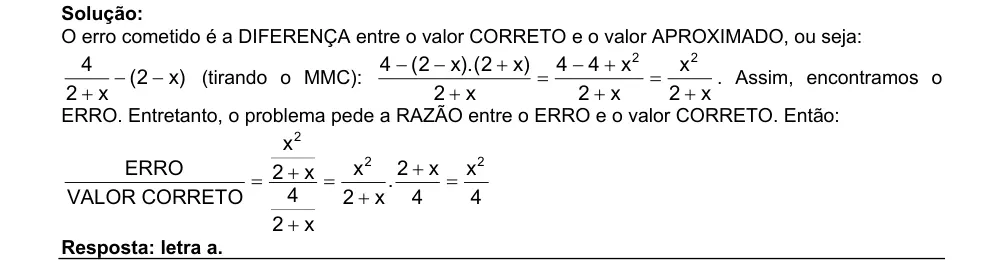 Solução:
O erro cometido é a DIFERENÇA entre o valor CORRETO e o valor APROXIMADO, ou seja:
4/(2 + x) − (2 − x) (tirando o MMC): (4 − (2 − x).(2 + x))/(2 + x) = (4 − 4 + x²)/(2 + x) = x²/(2 + x) . Assim, encontramos o
ERRO. Entretanto, o problema pede a RAZÃO entre o ERRO e o valor CORRETO. Então:
ERRO/VALOR CORRETO = (x²/(2 + x))/(4/(2 + x)) = x²/(2 + x) . (2 + x)/4 = x²/4
Resposta: letra a.